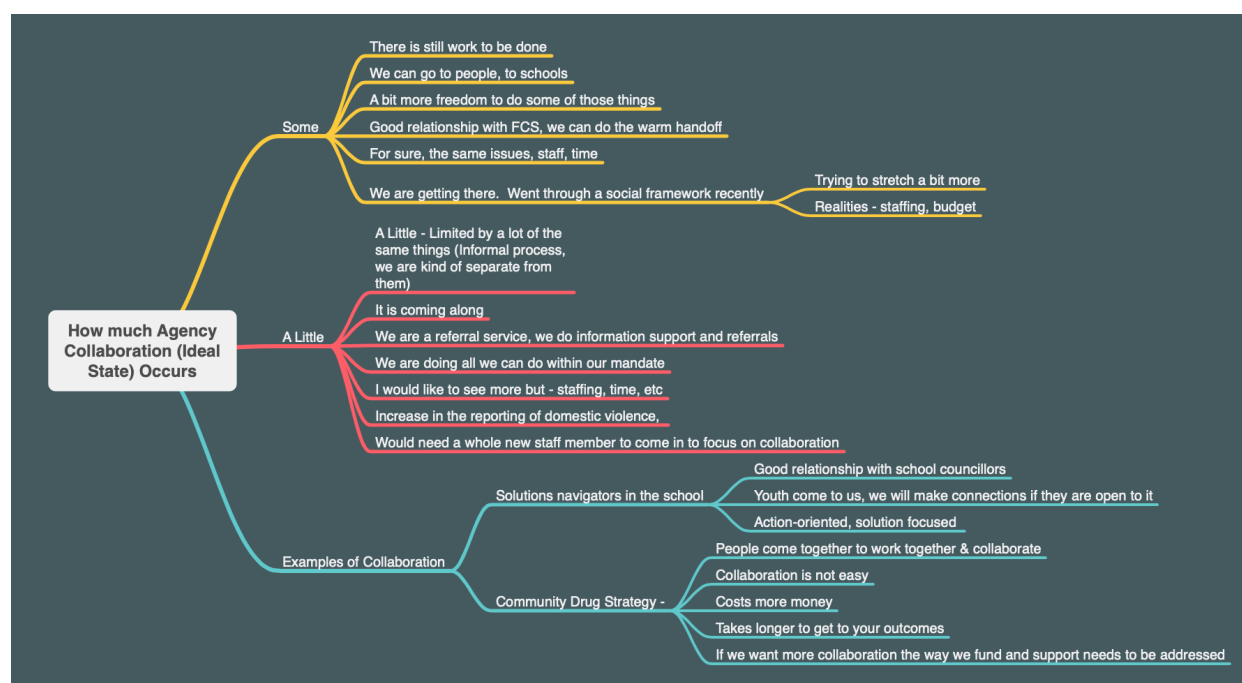 How much Agency
Collaboration (Ideal
State) Occurs
Some
There is still work to be done
We can go to people, to schools
A bit more freedom to do some of those things
Good relationship with FCS, we can do the warm handoff
For sure, the same issues, staff, time
We are getting there.  Went through a social framework recently
Trying to stretch a bit more
Realities - staffing, budget
A Little
A Little - Limited by a lot of the
same things (Informal process,
we are kind of separate from
them)
It is coming along
We are a referral service, we do information support and referrals
We are doing all we can do within our mandate
I would like to see more but - staffing, time, etc
Increase in the reporting of domestic violence,
Would need a whole new staff member to come in to focus on collaboration
Examples of Collaboration
Solutions navigators in the school
Good relationship with school councillors
Youth come to us, we will make connections if they are open to it
Action-oriented, solution focused
Community Drug Strategy -
People come together to work together & collaborate
Collaboration is not easy
Costs more money
Takes longer to get to your outcomes
If we want more collaboration the way we fund and support needs to be addressed